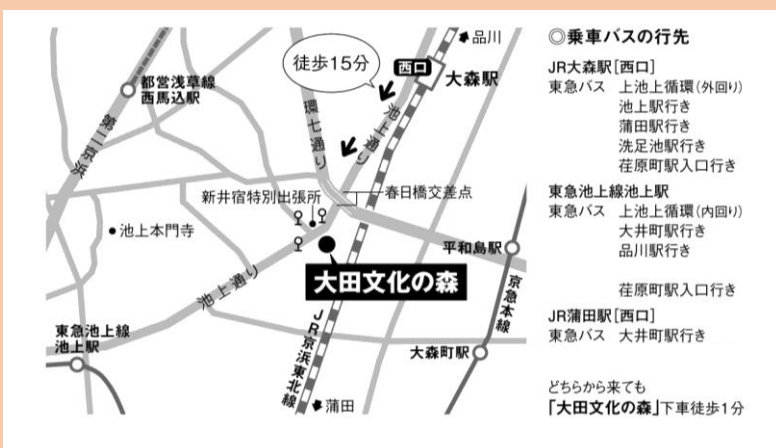 品川
徒歩15分
西口
大森駅
都営浅草線
西馬込駅
第二京浜
環七通り
池上通り
新井宿特別出張所
春日橋交差点
池上本門寺
平和島駅
大田文化の森
池上通り
京急本線
東急池上線
池上駅
JR京浜東北線
大森町駅
蒲田
◎乗車バスの行先
JR大森駅[西口]
東急バス 上池上循環(外回り)
池上駅行き
蒲田駅行き
洗足池駅行き
荏原町駅入口行き
東急池上線池上駅
東急バス 上池上循環(内回り)
大井町駅行き
品川駅行き
荏原町駅入口行き
JR蒲田駅[西口]
東急バス 大井町駅行き
どちらから来ても
「大田文化の森」下車徒歩1分